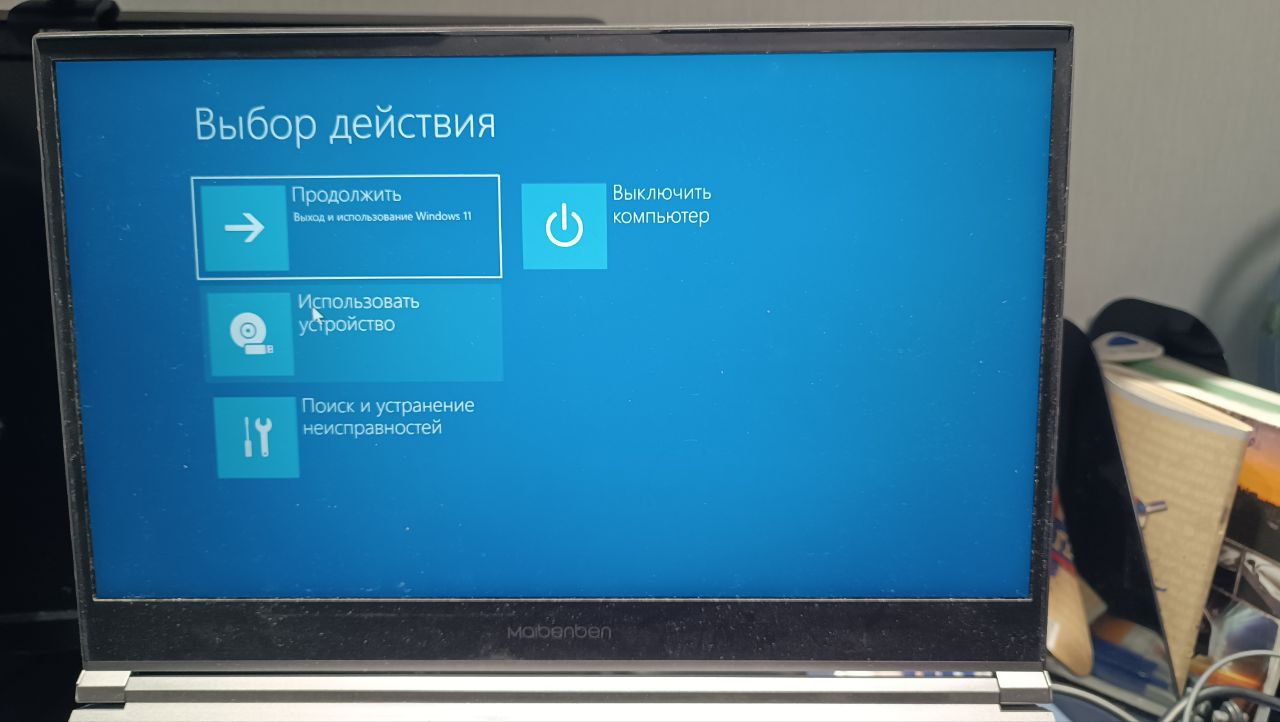 Выбор действия
Продолжить
Выход и использование Windows 11
Выключить
компьютер
Использовать
устройство
Поиск и устранение
неисправностей
Maibenben